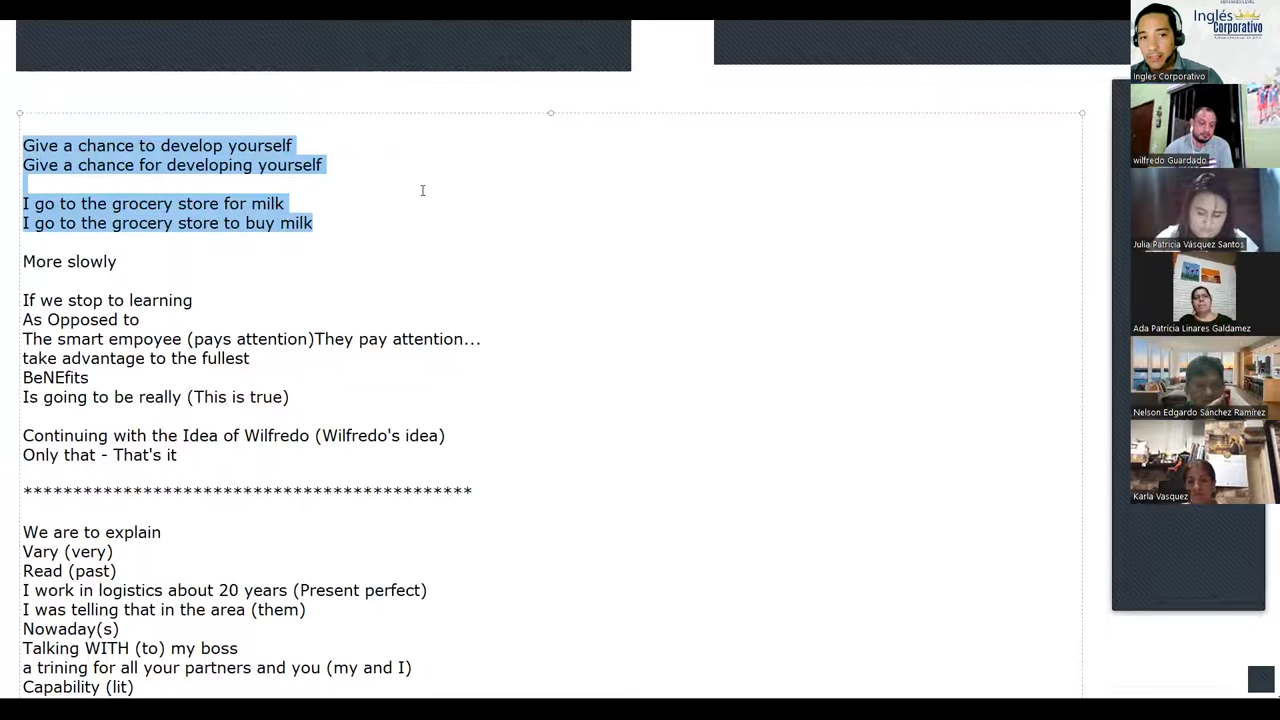 Give a chance to develop yourself
Give a chance for developing yourself
I go to the grocery store for milk
I go to the grocery store to buy milk
More slowly
If we stop to learning
As Opposed to
The smart empoyee (pays attention)They pay attention...
take advantage to the fullest
BeNEfits
Is going to be really (This is true)
Continuing with the Idea of Wilfredo (Wilfredo's idea)
Only that - That's it
*********************************************
We are to explain
Vary (very)
Read (past)
I work in logistics about 20 years (Present perfect)
I was telling that in the area (them)
Nowaday(s)
Talking WITH (to) my boss
a trining for all your partners and you (my and I)
Capability (lit)
Inglés
Corporativo
Ingles Corporativo
wilfredo Guardado
Julia Patricia Vásquez Santos
Ada Patricia Linares Galdamez
Nelson Edgardo Sánchez Ramírez
Karla Vasquez